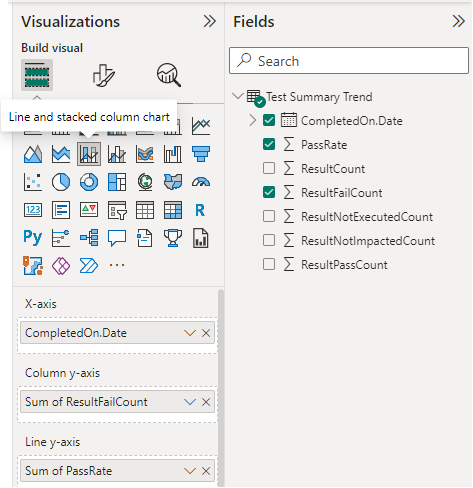 Visualizations
Build visual
Line and stacked column chart
123
R
Py
X-axis
CompletedOn.Date
Column y-axis
Sum of ResultFailCount
Line y-axis
Sum of PassRate
Fields
Search
Test Summary Trend
CompletedOn.Date
PassRate
ResultCount
ResultFailCount
ResultNotExecutedCount
ResultNotImpactedCount
ResultPassCount